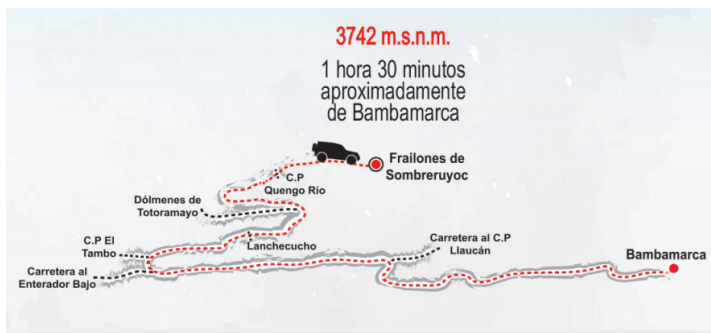 3742 m.s.n.m.
1 hora 30 minutos
aproximadamente
de Bambamarca
Frailones de
Sombreruyoc
C.P
Quengo Río
Dólmenes de
Totoramayo
C.P El
Tambo
Lanchecucho
Carretera al C.P
Llaucán
Bambamarca
Carretera al
Enterador Bajo